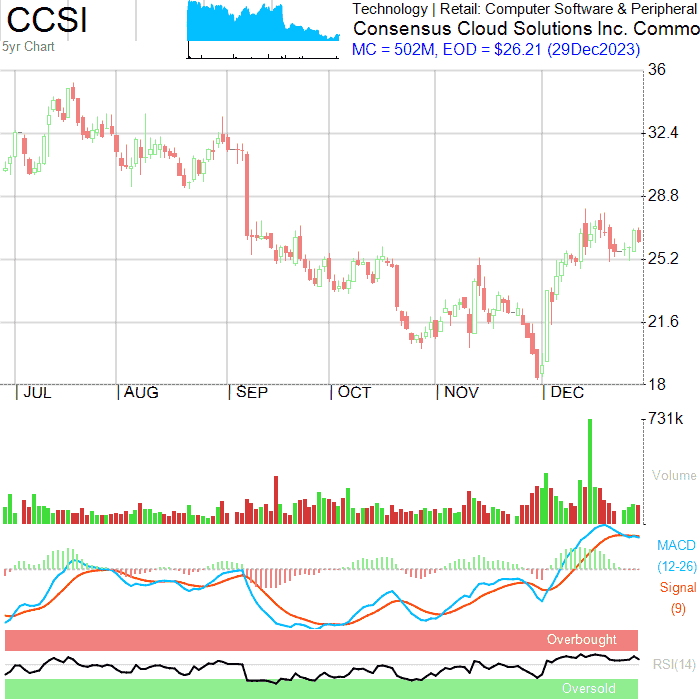 CCSI
5yr Chart
Technology | Retail: Computer Software & Peripheral
Consensus Cloud Solutions Inc. Commo
MC = 502M, EOD = $26.21 (29Dec2023)
36
32.4
28.8
25.2
21.6
18
JUL AUG SEP OCT NOV DEC
731k
Volume
MACD
(12-26)
Signal
(9)
Overbought
RSI(14)
Oversold